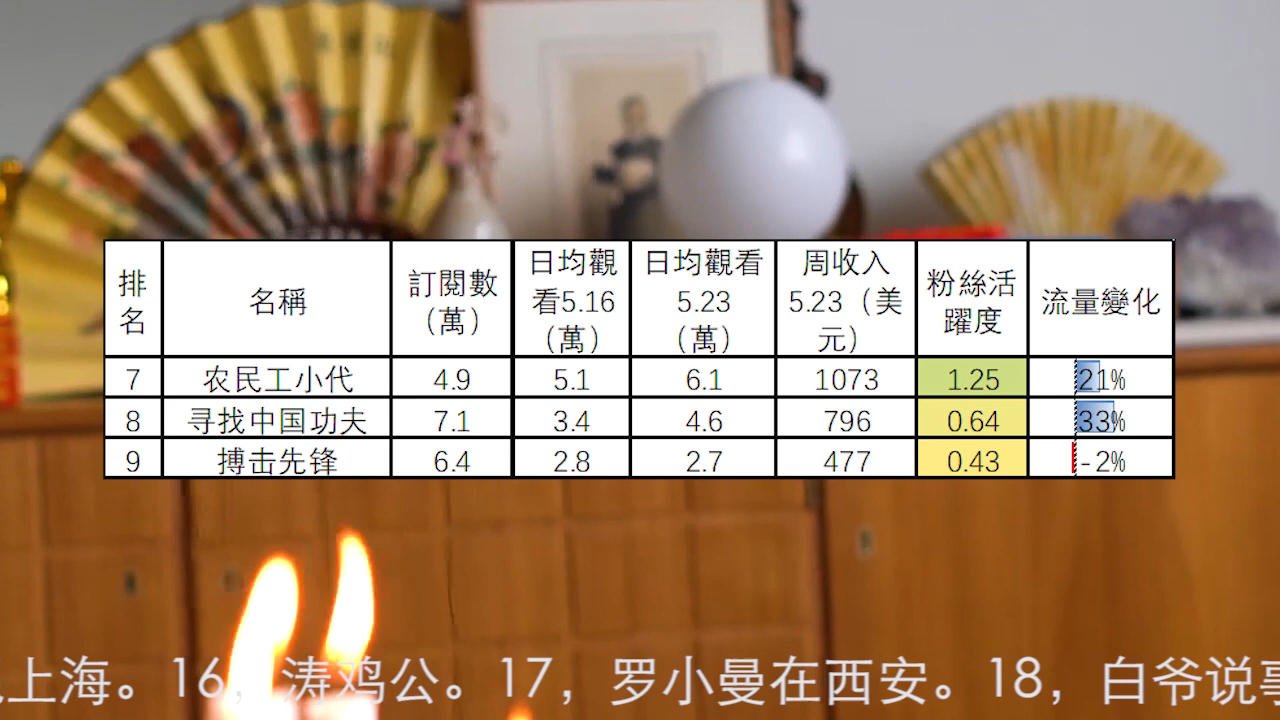 排名 名稱 訂閱數（萬） 日均觀看5.16（萬） 日均觀看5.23（萬） 周收入5.23（美元） 粉絲活躍度 流量變化
7 农民工小代 4.9 5.1 6.1 1073 1.25 21%
8 寻找中国功夫 7.1 3.4 4.6 796 0.64 33%
9 搏击先锋 6.4 2.8 2.7 477 0.43 -2%
上海。16，涛鸡公。17，罗小曼在西安。18，白爷说事